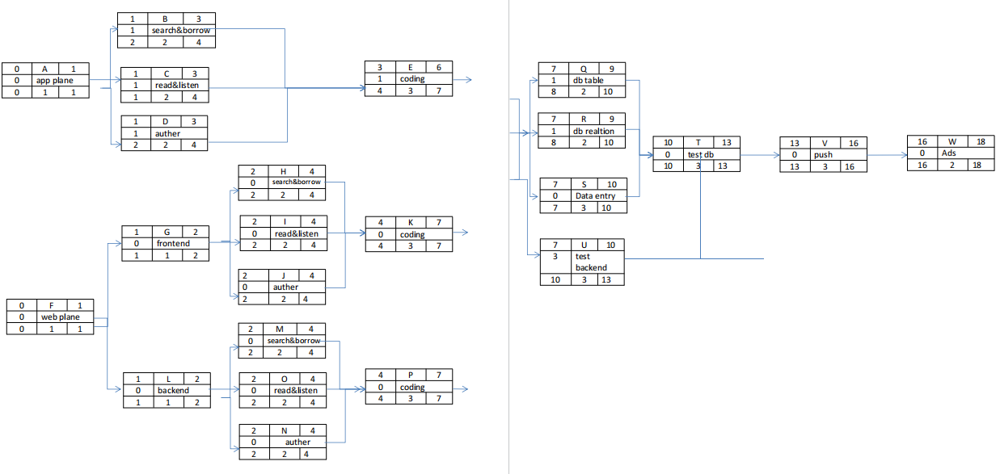 1 B 3
1 search&borrow
2 2 4
0 A 1
0 app plane
0 1 1
1 C 3
1 read&listen
1 2 4
1 D 3
1 auther
2 2 4
3 E 6
1 coding
4 3 7
2 H 4
0 search&borrow
2 2 4
1 G 2
0 frontend
1 1 2
2 I 4
0 read&listen
2 2 4
2 J 4
0 auther
2 2 4
4 K 7
0 coding
4 3 7
0 F 1
0 web plane
0 1 1
2 M 4
0 search&borrow
2 2 4
1 L 2
0 backend
1 1 2
2 O 4
0 read&listen
2 2 4
2 N 4
0 auther
2 2 4
4 P 7
0 coding
4 3 7
7 Q 9
1 db table
8 2 10
7 R 9
1 db realtion
8 2 10
7 S 10
0 Data entry
7 3 10
7 U 10
3 test
backend
10 3 13
10 T 13
0 test db
10 3 13
13 V 16
0 push
13 3 16
16 W 18
0 Ads
16 2 18